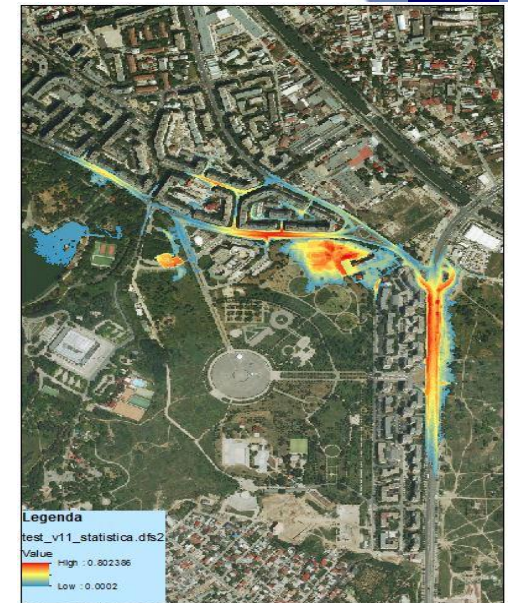 Legenda
test_v11_statistica.dfs2
Value
High : 0.802386
Low : 0.0002